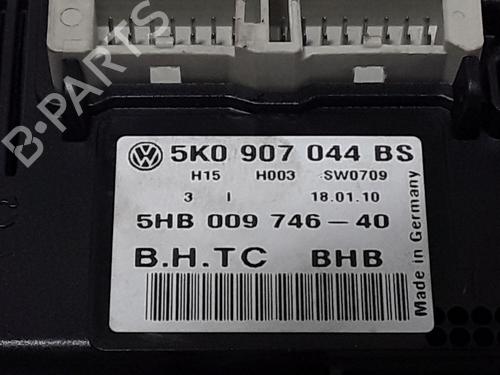 B-PARTS
5K0 907 044 BS
H15 H003 SW0709
3 I 18.01.10
5HB 009 746-40
B.H.TC BHB
Made in Germany